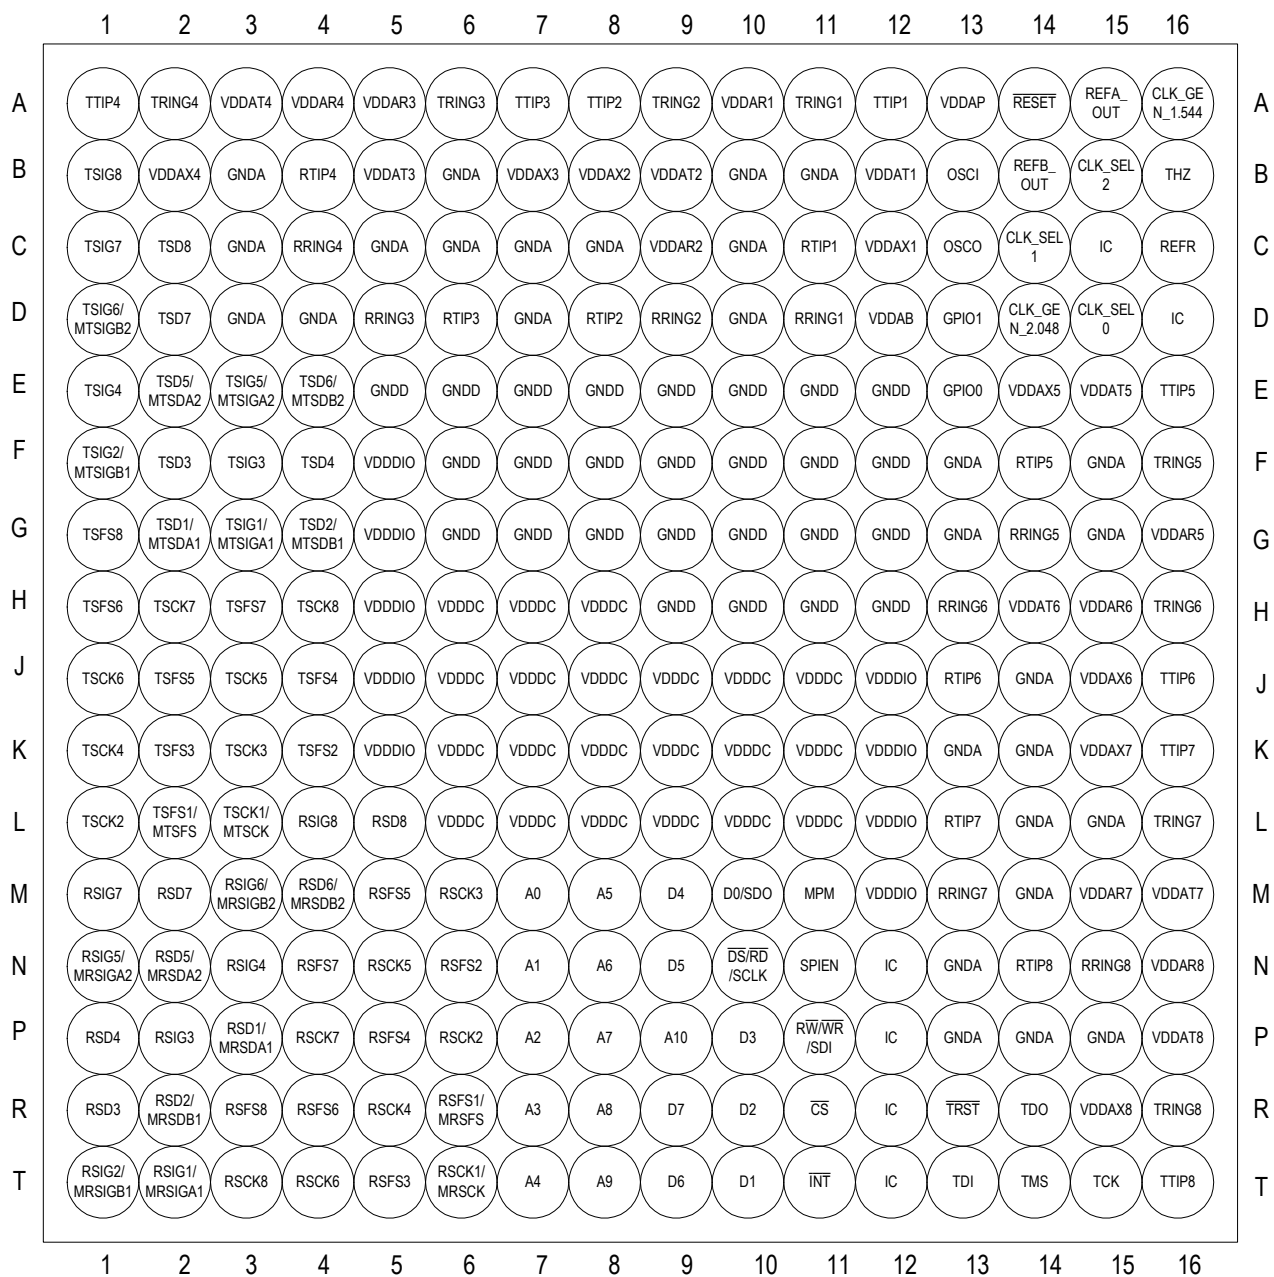 1 2 3 4 5 6 7 8 9 10 11 12 13 14 15 16
A TTIP4 TRING4 VDDAT4 VDDAR4 VDDAR3 TRING3 TTIP3 TTIP2 TRING2 VDDAR1 TRING1 TTIP1 VDDAP RESET REFA_OUT CLK_GEN_1.544 A
B TSIG8 VDDAX4 GNDA RTIP4 VDDAT3 GNDA VDDAX3 VDDAX2 VDDAT2 GNDA GNDA VDDAT1 OSCI REFB_OUT CLK_SEL2 THZ B
C TSIG7 TSD8 GNDA RRING4 GNDA GNDA GNDA GNDA VDDAR2 GNDA RTIP1 VDDAX1 OSCO CLK_SEL1 IC REFR C
D TSIG6/MTSIGB2 TSD7 GNDA GNDA RRING3 RTIP3 GNDA RTIP2 RRING2 GNDA RRING1 VDDAB GPIO1 CLK_GEN_2.048 CLK_SEL0 IC D
E TSIG4 TSD5/MTSDA2 TSIG5/MTSIGA2 TSD6/MTSDB2 GNDD GNDD GNDD GNDD GNDD GNDD GNDD GNDD GPIO0 VDDAX5 VDDAT5 TTIP5 E
F TSIG2/MTSIGB1 TSD3 TSIG3 TSD4 VDDDIO GNDD GNDD GNDD GNDD GNDD GNDD GNDD GNDA RTIP5 GNDA TRING5 F
G TSFS8 TSD1/MTSDA1 TSIG1/MTSIGA1 TSD2/MTSDB1 VDDDIO GNDD GNDD GNDD GNDD GNDD GNDD GNDD GNDA RRING5 GNDA VDDAR5 G
H TSFS6 TSCK7 TSFS7 TSCK8 VDDDIO VDDDC VDDDC VDDDC GNDD GNDD GNDD GNDD RRING6 VDDAT6 VDDAR6 TRING6 H
J TSCK6 TSFS5 TSCK5 TSFS4 VDDDIO VDDDC VDDDC VDDDC VDDDC VDDDC VDDDC VDDDIO RTIP6 GNDA VDDAX6 TTIP6 J
K TSCK4 TSFS3 TSCK3 TSFS2 VDDDIO VDDDC VDDDC VDDDC VDDDC VDDDC VDDDC VDDDIO GNDA GNDA VDDAX7 TTIP7 K
L TSCK2 TSFS1/MTSFS TSCK1/MTSCK RSIG8 RSD8 VDDDC VDDDC VDDDC VDDDC VDDDC VDDDC VDDDIO RTIP7 GNDA GNDA TRING7 L
M RSIG7 RSD7 RSIG6/MRSIGB2 RSD6/MRSDB2 RSFS5 RSCK3 A0 A5 D4 D0/SDO MPM VDDDIO RRING7 GNDA VDDAR7 VDDAT7 M
N RSIG5/MRSIGA2 RSD5/MRSDA2 RSIG4 RSFS7 RSCK5 RSFS2 A1 A6 D5 DS/RD/SCLK SPIEN IC GNDA RTIP8 RRING8 VDDAR8 N
P RSD4 RSIG3 RSD1/MRSDA1 RSCK7 RSFS4 RSCK2 A2 A7 A10 D3 RW/WR/SDI IC GNDA GNDA GNDA VDDAT8 P
R RSD3 RSD2/MRSDB1 RSFS8 RSFS6 RSCK4 RSFS1/MRSFS A3 A8 D7 D2 CS IC TRST TDO VDDAX8 TRING8 R
T RSIG2/MRSIGB1 RSIG1/MRSIGA1 RSCK8 RSCK6 RSFS3 RSCK1/MRSCK A4 A9 D6 D1 INT IC TDI TMS TCK TTIP8 T
1 2 3 4 5 6 7 8 9 10 11 12 13 14 15 16